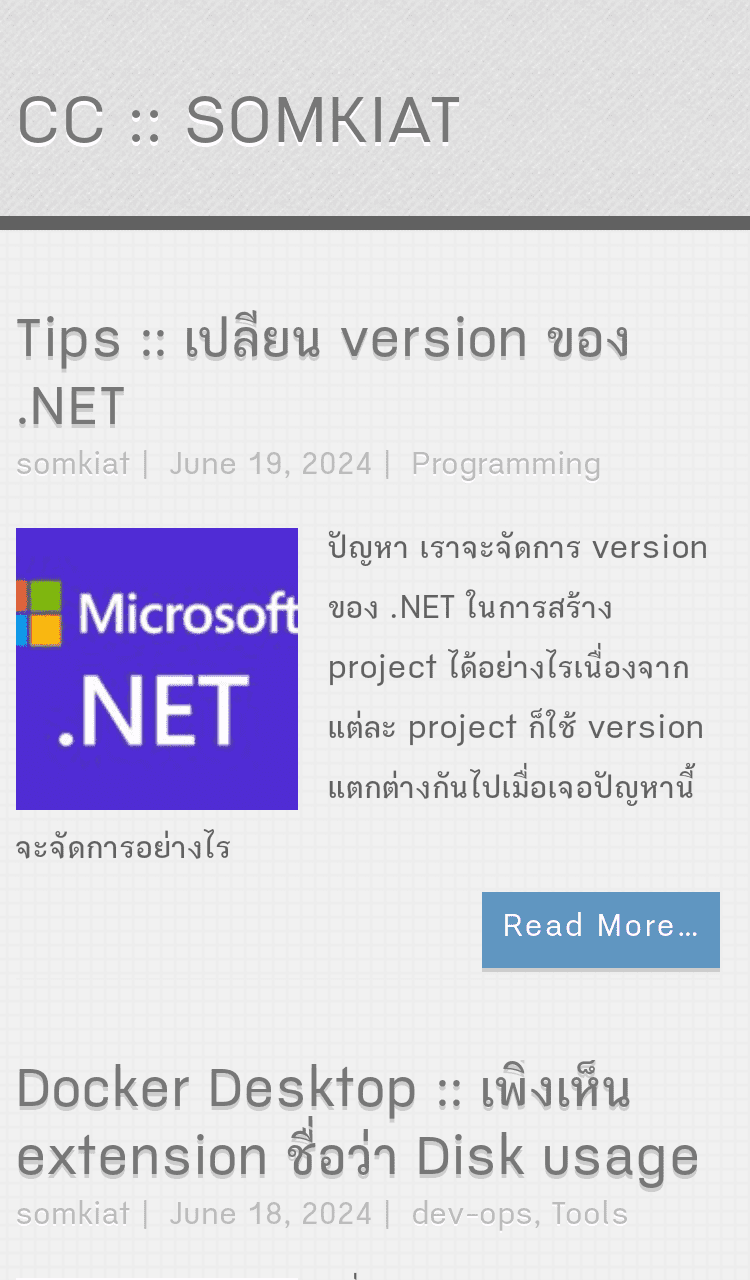 CC :: SOMKIAT
Tips :: เปลี่ยน version ของ
.NET
somkiat | June 19, 2024 | Programming
Microsoft
.NET
ปัญหา เราจะจัดการ version
ของ .NET ในการสร้าง
project ได้อย่างไรเนื่องจาก
แต่ละ project ก็ใช้ version
แตกต่างกันไปเมื่อเจอปัญหานี้
จะจัดการอย่างไร
Read More...
Docker Desktop :: เพิ่งเห็น
extension ชื่อว่า Disk usage
somkiat | June 18, 2024 | dev-ops, Tools